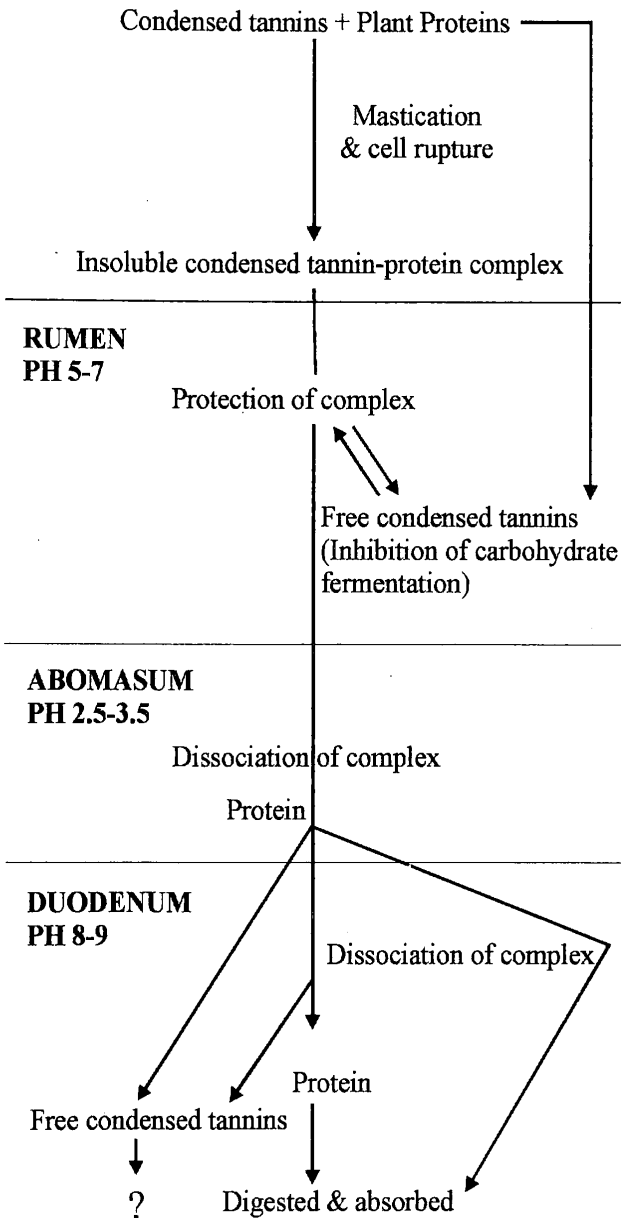 Condensed tannins + Plant Proteins
Mastication
& cell rupture
Insoluble condensed tannin-protein complex
RUMEN
PH 5-7
Protection of complex
Free condensed tannins
(Inhibition of carbohydrate
fermentation)
ABOMASUM
PH 2.5-3.5
Dissociation of complex
Protein
DUODENUM
PH 8-9
Dissociation of complex
Protein
Free condensed tannins
?
Digested & absorbed